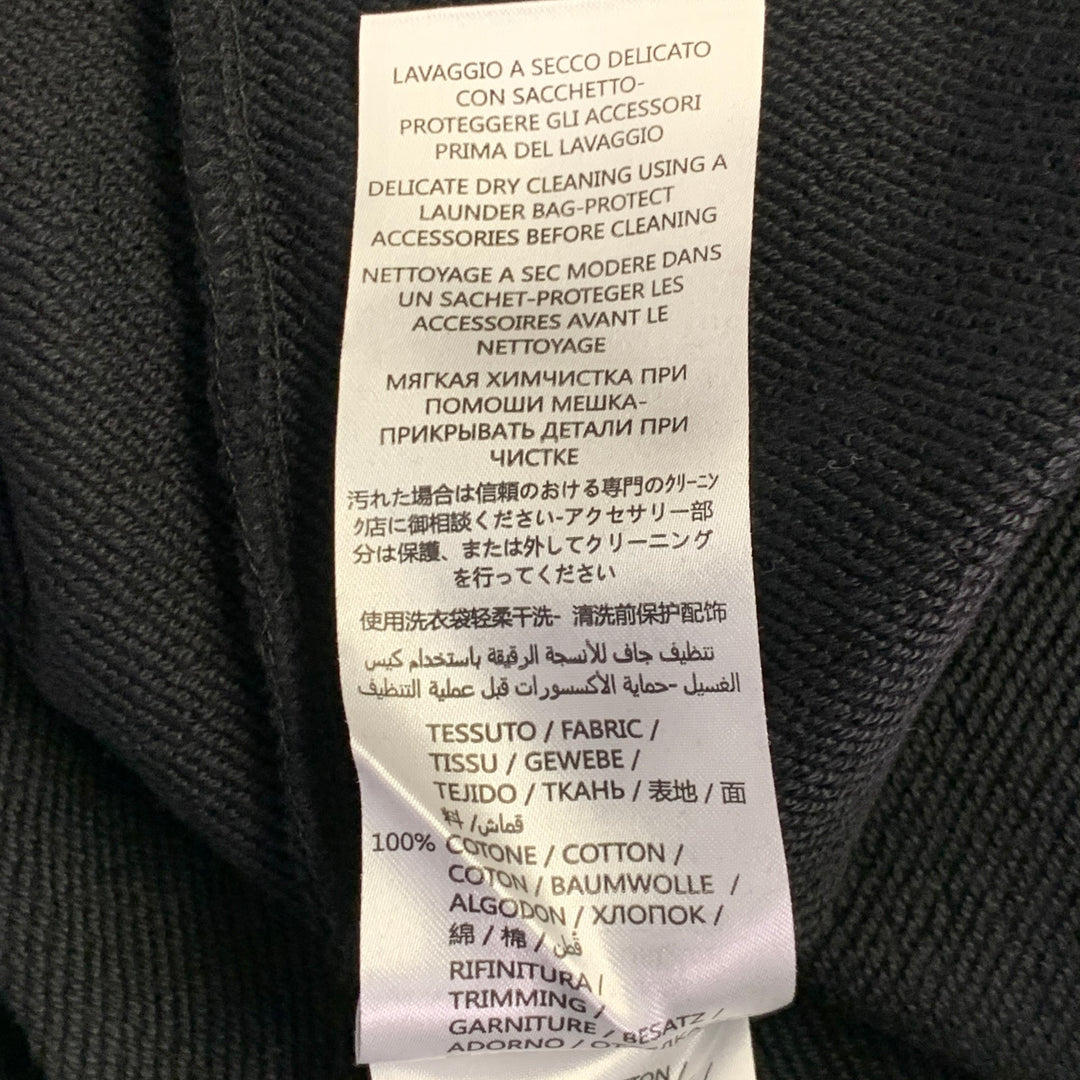 LAVAGGIO A SECCO DELICATO
CON SACCHETTO-
PROTEGGERE GLI ACCESSORI
PRIMA DEL LAVAGGIO
DELICATE DRY CLEANING USING A
LAUNDER BAG-PROTECT
ACCESSORIES BEFORE CLEANING
NETTOYAGE A SEC MODERE DANS
UN SACHET-PROTEGER LES
ACCESSOIRES AVANT LE
NETTOYAGE
МЯГКАЯ ХИМЧИСТКА ПРИ
ПОМОШИ МЕШКА-
ПРИКРЫВАТЬ ДЕТАЛИ ПРИ
ЧИСТКЕ
汚れた場合は信頼のおける専門のｸﾘｰﾆﾝ
ｸ店に御相談ください-アクセサリー部
分は保護、または外してクリーニング
を行ってください
使用洗衣袋轻柔干洗- 清洗前保护配饰
تنظيف جاف للأنسجة الرقيقة باستخدام كيس
الغسيل -حماية الأكسسورات قبل عملية التنظيف
TESSUTO / FABRIC /
TISSU / GEWEBE /
TEJIDO / ТКАНЬ / 表地 / 面
料 / قماش
100% COTONE / COTTON /
COTON / BAUMWOLLE /
ALGODON / ХЛОПОК /
綿 / 棉 / قُطن
RIFINITURA /
TRIMMING /
GARNITURE / BESATZ /
ADORNO /